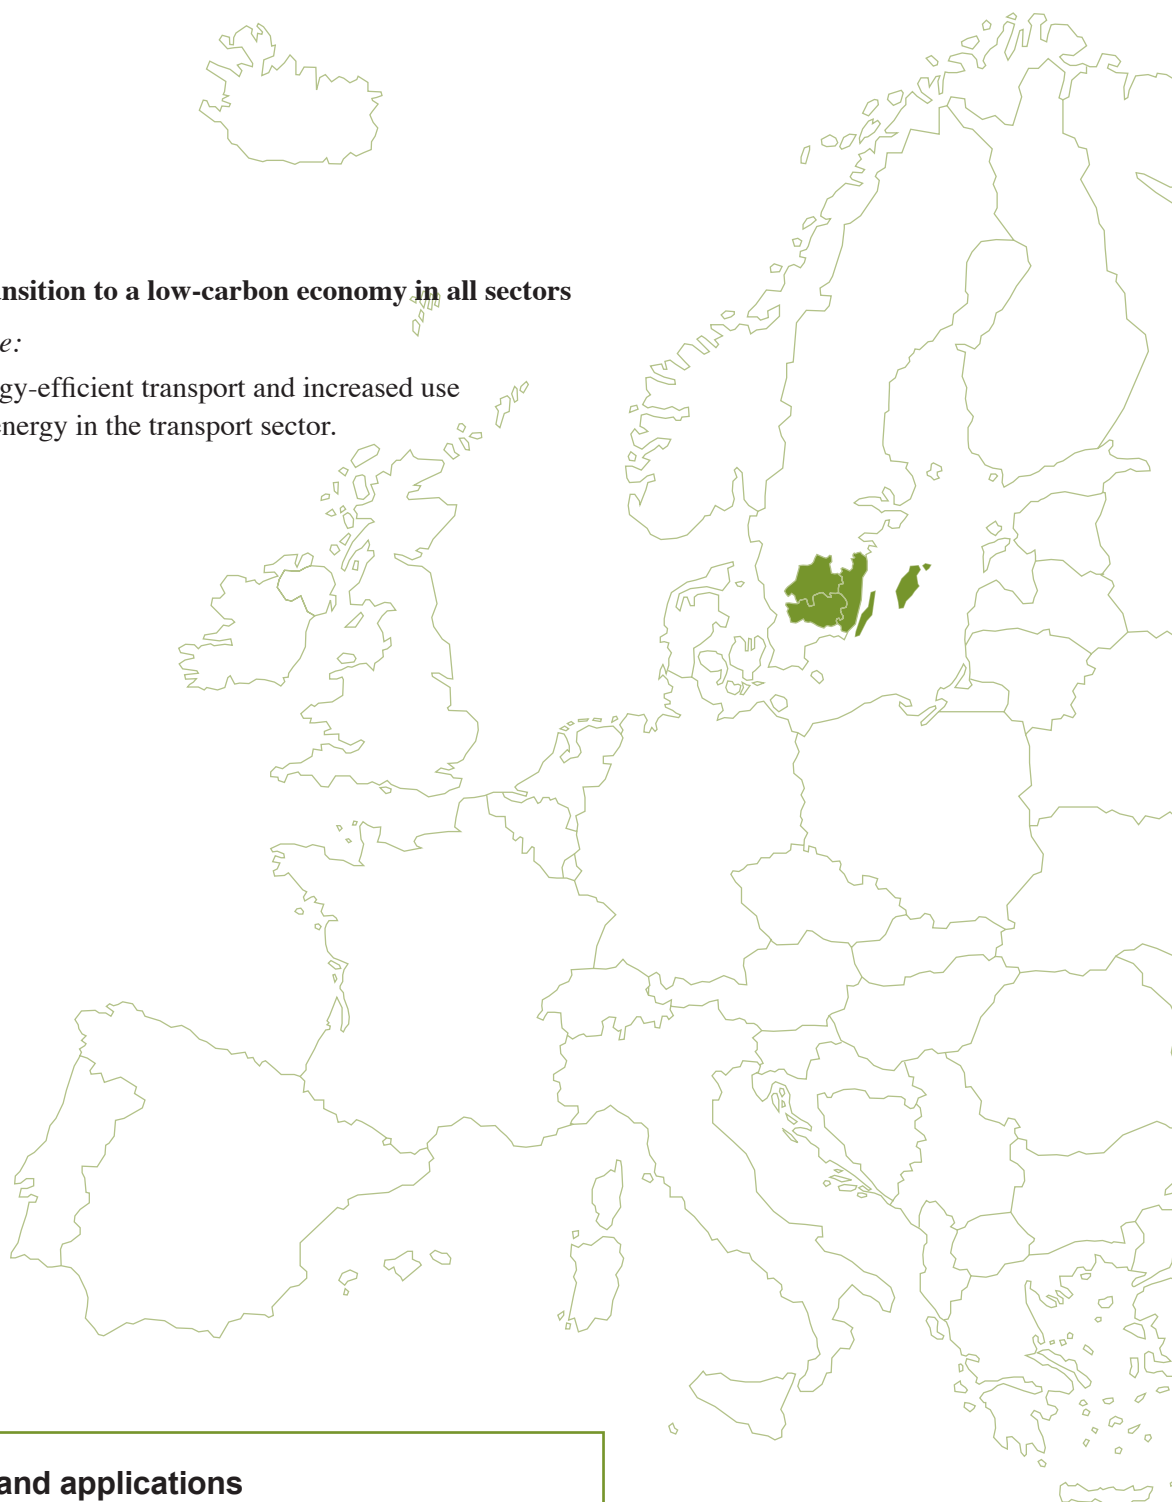 nsition to a low-carbon economy in all sectors
e:
gy-efficient transport and increased use
energy in the transport sector.
and applications